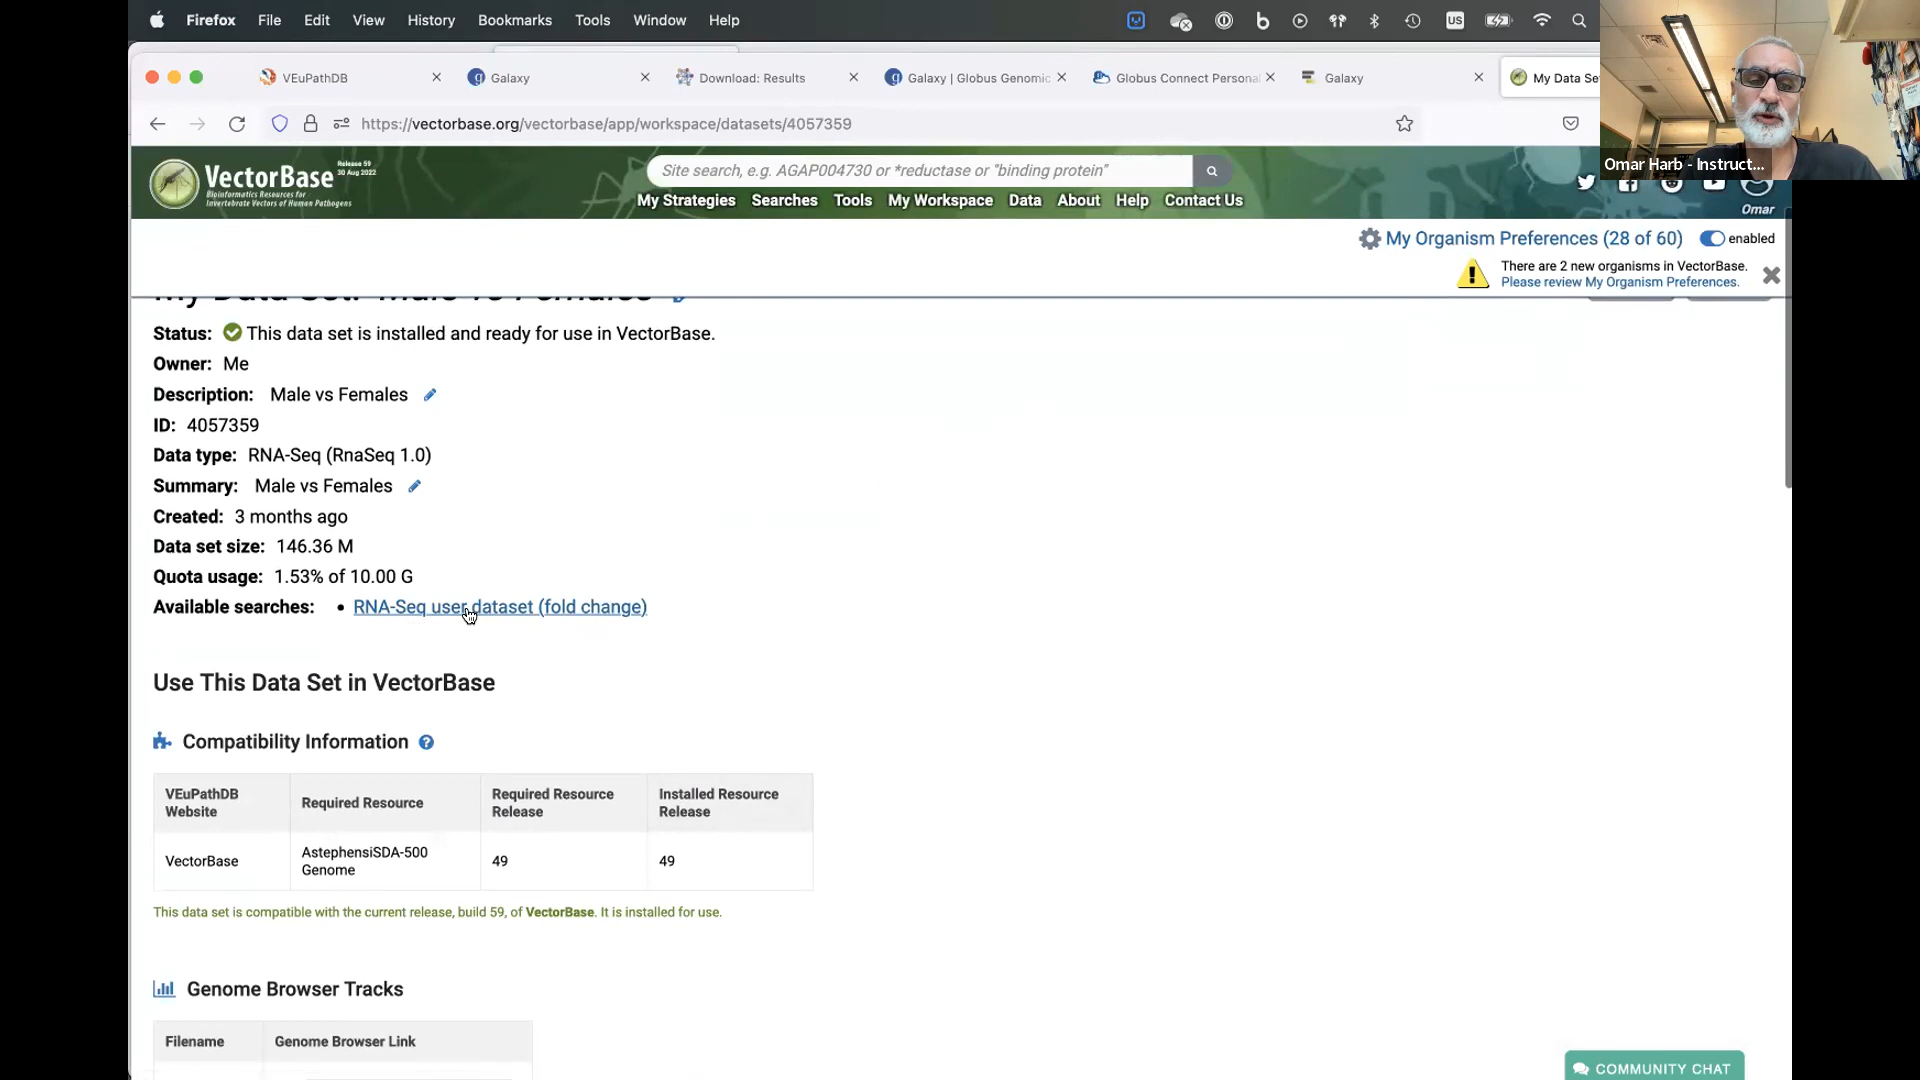 Firefox File Edit View History Bookmarks Tools Window Help
US
VEuPathDB
Galaxy
Download: Results
Galaxy | Globus Genomic
Globus Connect Persona
Galaxy
My Data Se
https://vectorbase.org/vectorbase/app/workspace/datasets/4057359
VectorBase
Release 59
30 Aug 2022
Bioinformatics Resources for
Invertebrate Vectors of Human Pathogens
Site search, e.g. AGAP004730 or *reductase or "binding protein"
My Strategies Searches Tools My Workspace Data About Help Contact Us
Omar Harb - Instruct...
Omar
My Organism Preferences (28 of 60) enabled
There are 2 new organisms in VectorBase.
Please review My Organism Preferences.
My Data Set: Male vs Females
Status: This data set is installed and ready for use in VectorBase.
Owner: Me
Description: Male vs Females
ID: 4057359
Data type: RNA-Seq (RnaSeq 1.0)
Summary: Male vs Females
Created: 3 months ago
Data set size: 146.36 M
Quota usage: 1.53% of 10.00 G
Available searches: • RNA-Seq user dataset (fold change)
Use This Data Set in VectorBase
Compatibility Information
VEuPathDB Website
Required Resource
Required Resource Release
Installed Resource Release
VectorBase
AstephensiSDA-500 Genome
49
49
This data set is compatible with the current release, build 59, of VectorBase. It is installed for use.
Genome Browser Tracks
Filename
Genome Browser Link
COMMUNITY CHAT